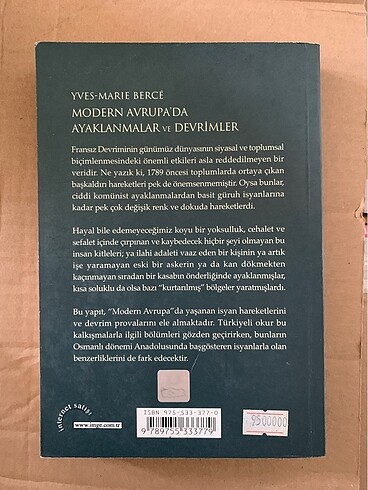 YVES-MARIE BERCÉ
MODERN AVRUPA'DA
AYAKLANMALAR VE DEVRİMLER
Fransız Devriminin günümüz dünyasının siyasal ve toplumsal
biçimlenmesindeki önemli etkileri asla reddedilmeyen bir
veridir. Ne yazık ki, 1789 öncesi toplumlarda ortaya çıkan
başkaldırı hareketleri pek de önemsenmemiştir. Oysa bunlar,
ciddi komünist ayaklanmalardan basit güruh isyanlarına
kadar pek çok değişik renk ve dokuda hareketlerdi.
Hayal bile edemeyeceğimiz koyu bir yoksulluk, cehalet ve
sefalet içinde çırpınan ve kaybedecek hiçbir şeyi olmayan bu
insan kitleleri; ya ilahi adaleti vaaz eden bir kişinin ya artık
işe yaramayan eski bir askerin ya da kan dökmekten
kaçınmayan sıradan bir kasabın önderliğinde ayaklanmışlar,
kısa soluklu da olsa bazı "kurtarılmış" bölgeler yaratmışlardı.
Bu yapıt, "Modern Avrupa"da yaşanan isyan hareketlerini
ve devrim provalarını ele almaktadır. Türkiyeli okur bu
kalkışmalarla ilgili bölümleri gözden geçirirken, bunların
Osmanlı dönemi Anadolusunda başgösteren isyanlarla olan
benzerliklerini de fark edecektir.
internet satışı
www.imge.com.tr
ISBN 975-533-377-0
9 789755 333779
9500000